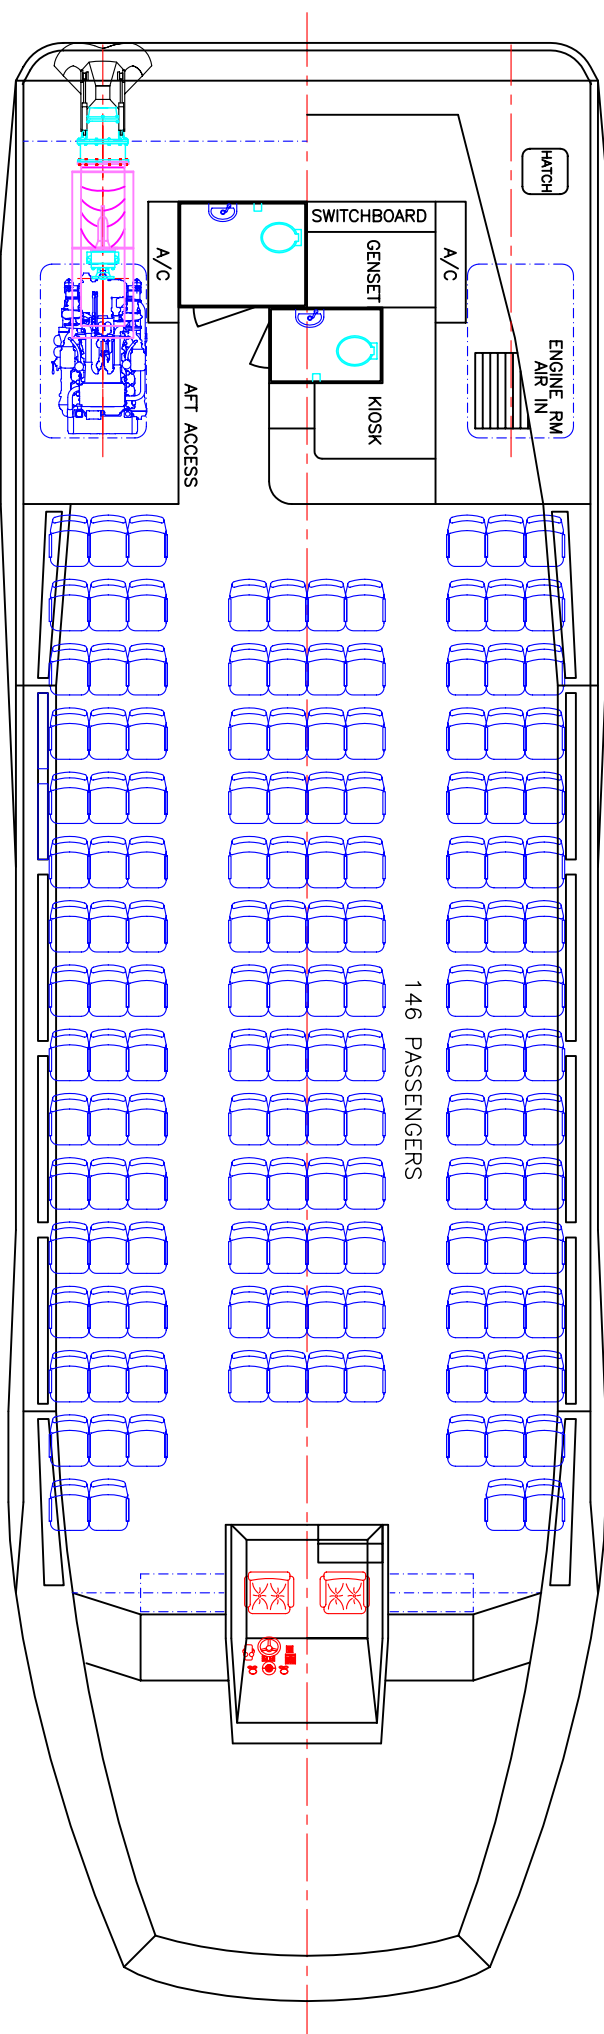 HATCH
SWITCHBOARD
A/C
GENSET
A/C
ENGINE RM
AIR IN
AFT ACCESS
KIOSK
146 PASSENGERS